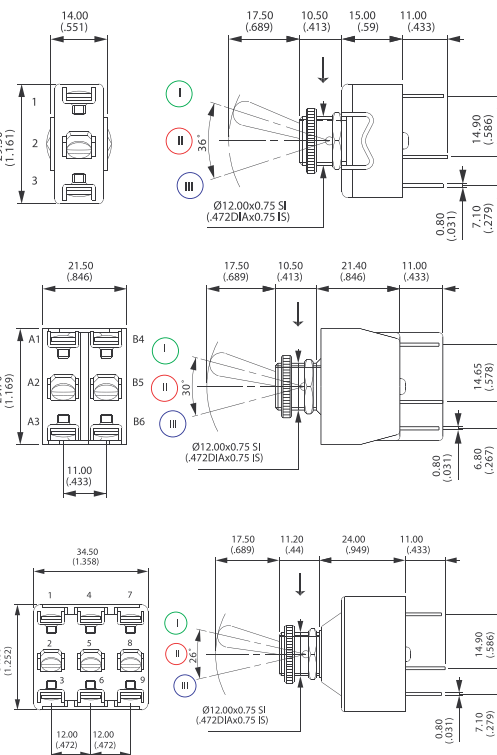 14.00
(.551)
17.50
(.689)
10.50
(.413)
15.00
(.59)
11.00
(.433)
(1.161)
1
2
3
I
II
III
36°
Ø12.00x0.75 SI
(.472DIAx0.75 IS)
14.90
(.586)
0.80
(.031)
7.10
(.279)
21.50
(.846)
17.50
(.689)
10.50
(.413)
21.40
(.846)
11.00
(.433)
(1.169)
A1
B4
A2
B5
A3
B6
I
II
III
30°
Ø12.00x0.75 SI
(.472DIAx0.75 IS)
14.65
(.578)
0.80
(.031)
6.80
(.267)
11.00
(.433)
34.50
(1.358)
17.50
(.689)
11.20
(.44)
24.00
(.949)
11.00
(.433)
(1.252)
1 4 7
2 5 8
3 6 9
I
II
III
26°
Ø12.00x0.75 SI
(.472DIAx0.75 IS)
14.90
(.586)
0.80
(.031)
7.10
(.279)
12.00
(.472)
12.00
(.472)